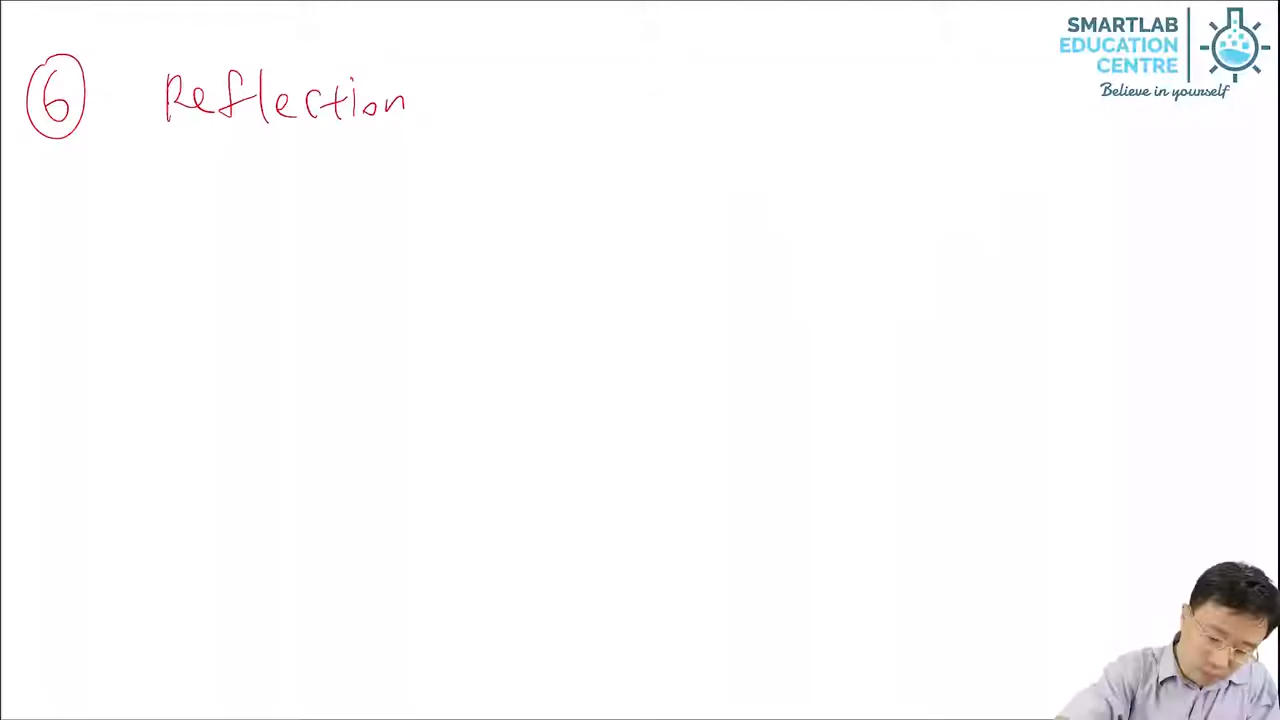 ⑥ Reflection
SMARTLAB
EDUCATION
CENTRE
Believe in yourself